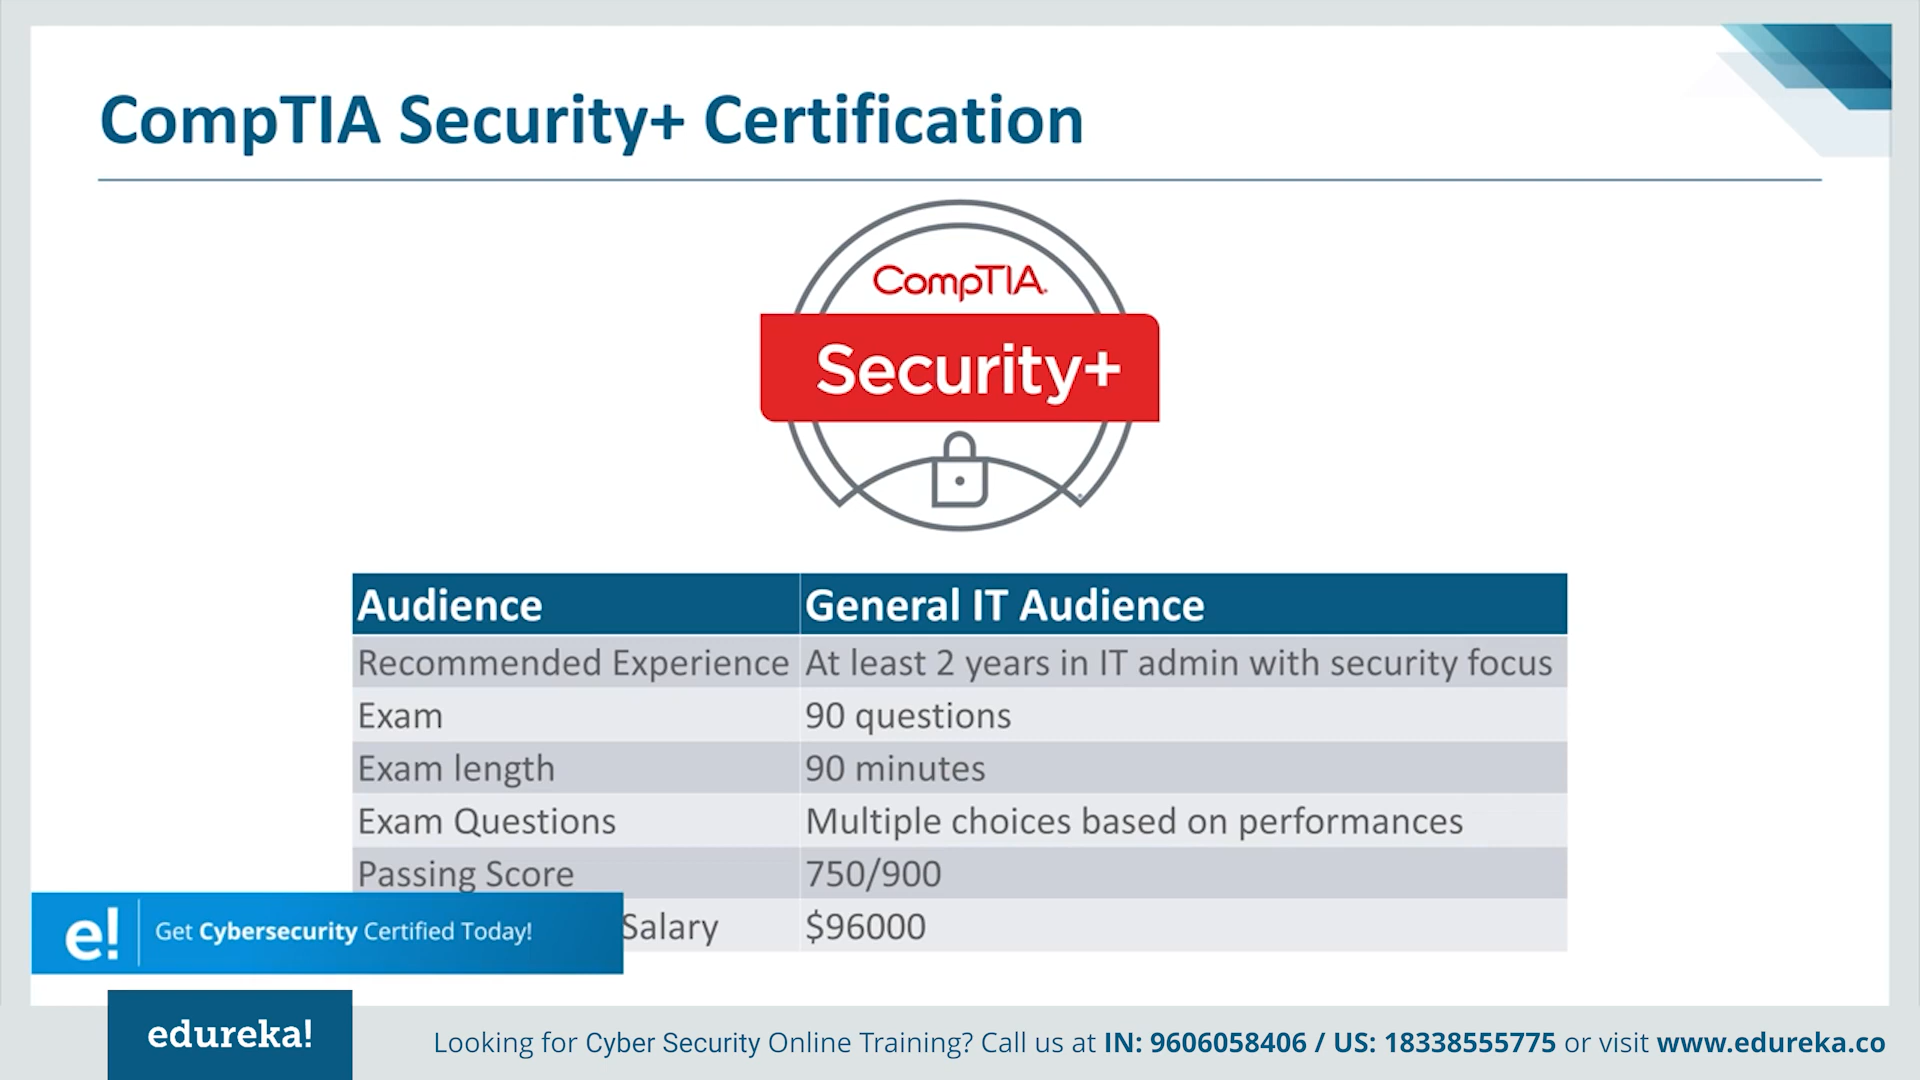 CompTIA Security+ Certification
CompTIA.
Security+
Audience General IT Audience
Recommended Experience At least 2 years in IT admin with security focus
Exam 90 questions
Exam length 90 minutes
Exam Questions Multiple choices based on performances
Passing Score 750/900
Salary $96000
e! Get Cybersecurity Certified Today!
edureka!
Looking for Cyber Security Online Training? Call us at IN: 9606058406 / US: 18338555775 or visit www.edureka.co